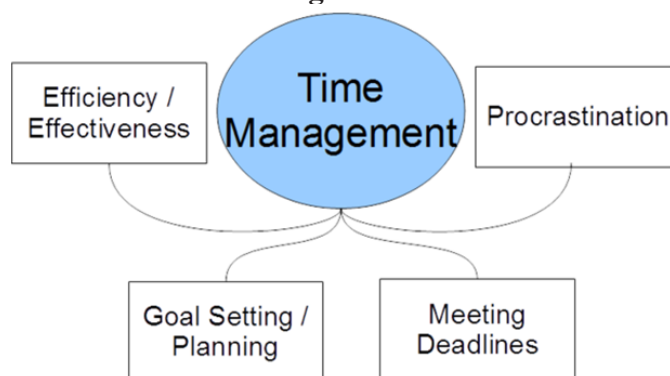 Time
Management
Efficiency /
Effectiveness
Procrastination
Goal Setting /
Planning
Meeting
Deadlines